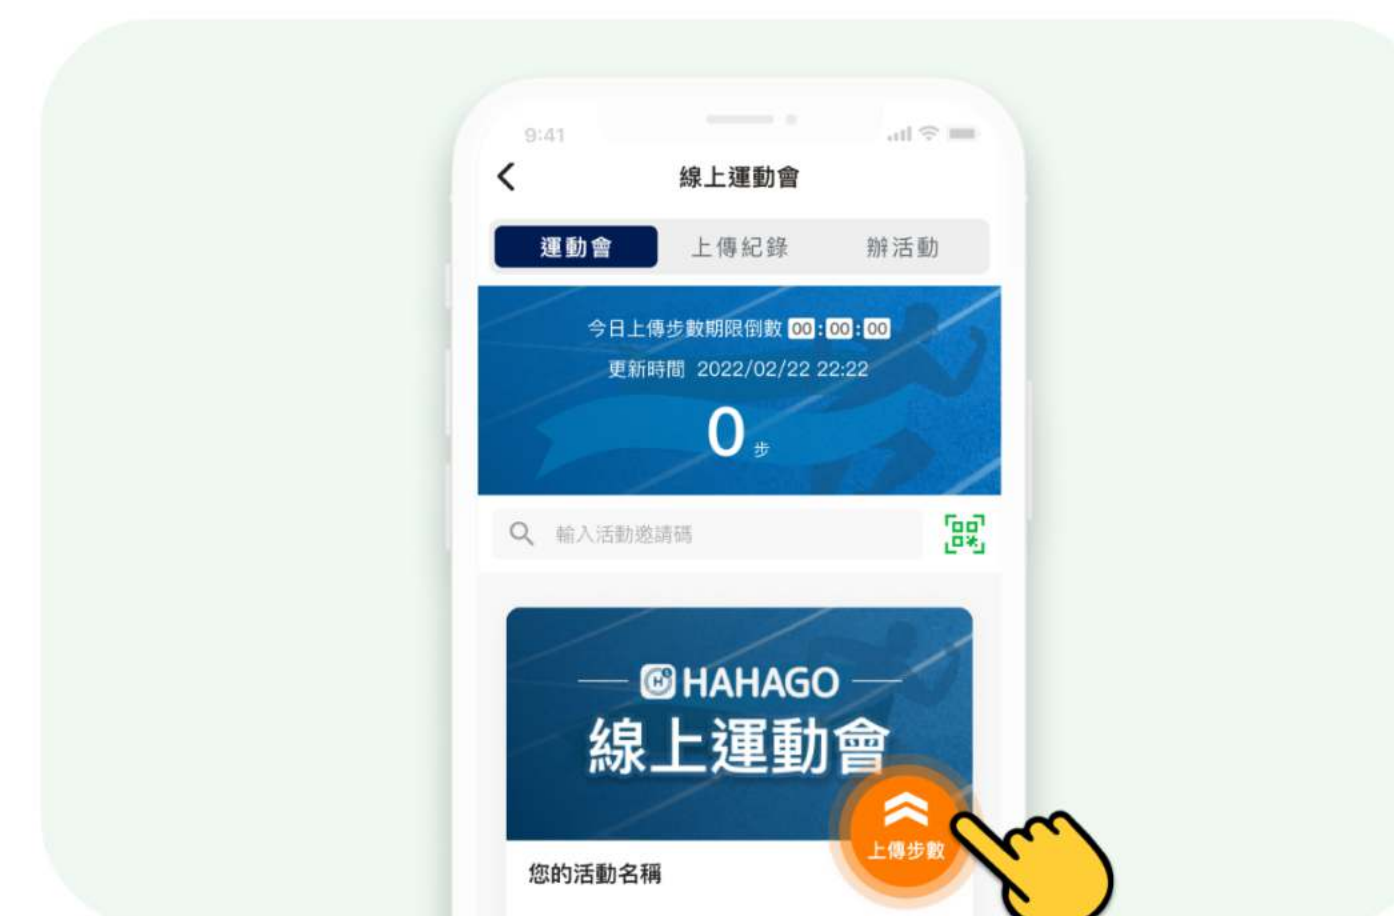 9:41
線上運動會
運動會 上傳紀錄 辦活動
今日上傳步數期限倒數 00:00:00
更新時間 2022/02/22 22:22
0 步
輸入活動邀請碼
HAHAGO
線上運動會
上傳步數
您的活動名稱